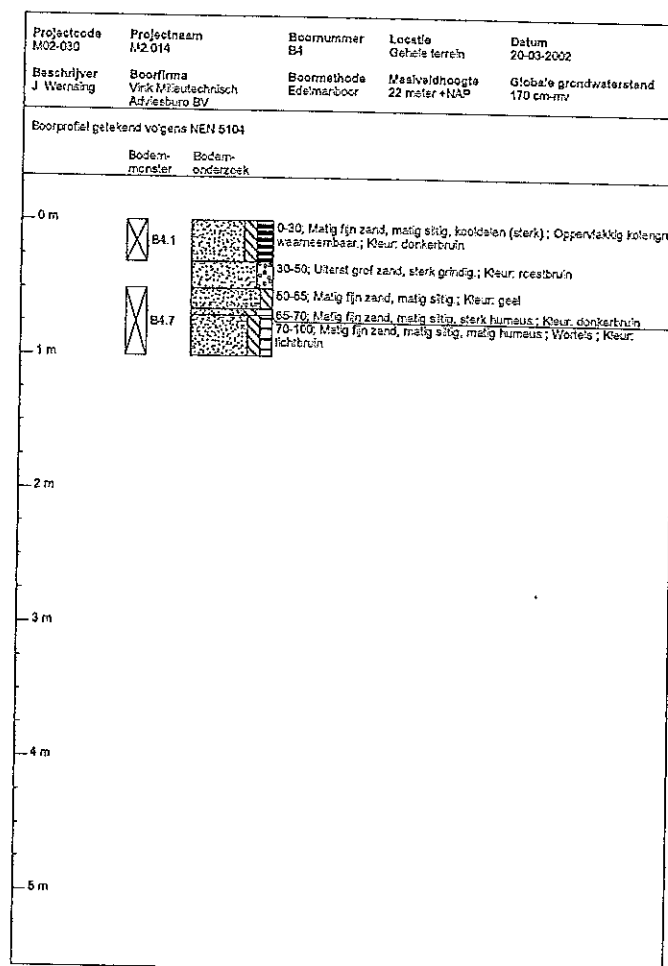 Projectcode Projectnaam Boornummer Locatie Datum
M02-030 M2.014 B4 Gehele terrein 20-03-2002
Beschrijver Boorfirma Boormethode Maaiveldhoogte Globale grondwaterstand
J. Wernsing Vink Milieutechnisch Edelmanboor 22 meter +NAP 170 cm-mv
Adviesburo BV
Boorprofiel getekend volgens NEN 5104
Bodem- Bodem-
monster onderzoek
0 m
B4.1
0-30; Matig fijn zand, matig siltig, kooldelen (sterk); Oppervlakkig kolengru
waarneembaar.; Kleur: donkerbruin
30-50; Uiterst grof zand, sterk grindig.; Kleur: roestbruin
50-65; Matig fijn zand, matig siltig.; Kleur: geel
B4.7
65-70; Matig fijn zand, matig siltig, sterk humeus; Kleur: donkerbruin
70-100; Matig fijn zand, matig siltig, matig humeus; Wortels; Kleur:
lichtbruin
1 m
2 m
3 m
4 m
5 m